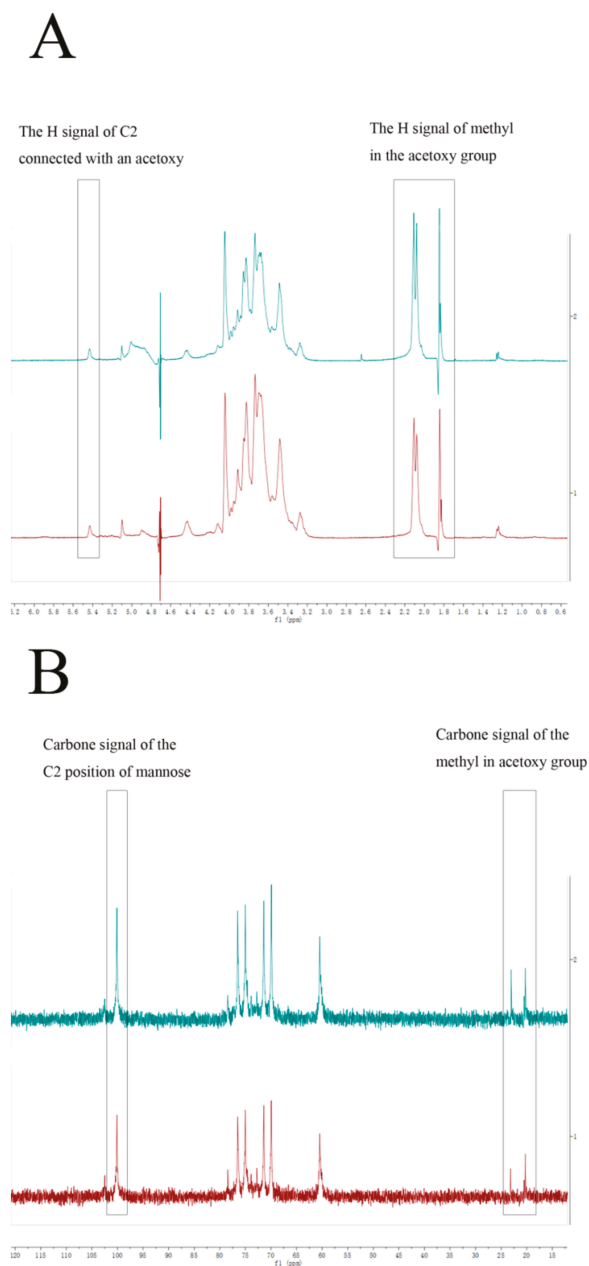 A
The H signal of C2
connected with an acetoxy
The H signal of methyl
in the acetoxy group
2
1
6.2 6.0 5.8 5.6 5.4 5.2 5.0 4.8 4.6 4.4 4.2 4.0 3.8 3.6 3.4 3.2 3.0 2.8 2.6 2.4 2.2 2.0 1.8 1.6 1.4 1.2 1.0 0.8 0.6
f1 (ppm)
B
Carbone signal of the
C2 position of mannose
Carbone signal of the
methyl in acetoxy group
2
1
120 115 110 105 100 95 90 85 80 75 70 65 60 55 50 45 40 35 30 25 20 15
f1 (ppm)